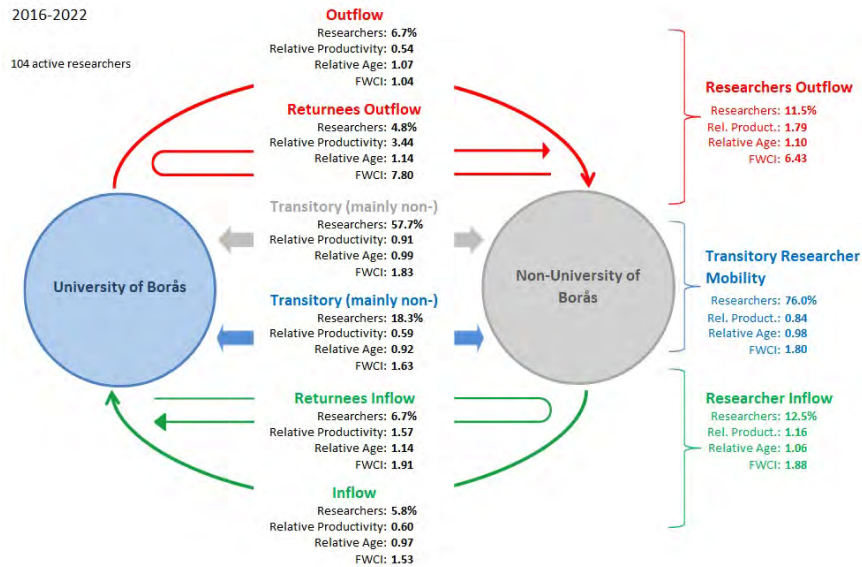 2016-2022
104 active researchers
Outflow
Researchers: 6.7%
Relative Productivity: 0.54
Relative Age: 1.07
FWCI: 1.04
Returnees Outflow
Researchers: 4.8%
Relative Productivity: 3.44
Relative Age: 1.14
FWCI: 7.80
Transitory (mainly non-)
Researchers: 57.7%
Relative Productivity: 0.91
Relative Age: 0.99
FWCI: 1.83
Transitory (mainly non-)
Researchers: 18.3%
Relative Productivity: 0.59
Relative Age: 0.92
FWCI: 1.63
Returnees Inflow
Researchers: 6.7%
Relative Productivity: 1.57
Relative Age: 1.14
FWCI: 1.91
Inflow
Researchers: 5.8%
Relative Productivity: 0.60
Relative Age: 0.97
FWCI: 1.53
University of Borås
Non-University of
Borås
Researchers Outflow
Researchers: 11.5%
Rel. Product.: 1.79
Relative Age: 1.10
FWCI: 6.43
Transitory Researcher
Mobility
Researchers: 76.0%
Rel. Product.: 0.84
Relative Age: 0.98
FWCI: 1.80
Researcher Inflow
Researchers: 12.5%
Rel. Product.: 1.16
Relative Age: 1.06
FWCI: 1.88